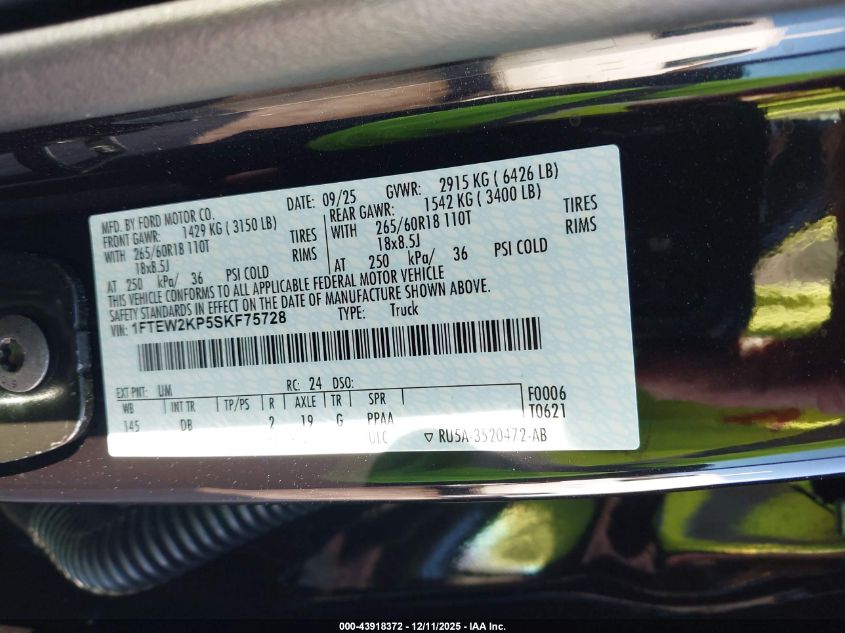 MFD. BY FORD MOTOR CO.
DATE: 09/25
GVWR: 2915 KG ( 6426 LB)
FRONT GAWR: 1429 KG ( 3150 LB)
REAR GAWR: 1542 KG ( 3400 LB)
WITH 265/60R18 110T TIRES
WITH 265/60R18 110T TIRES
18x8.5J RIMS
18x8.5J RIMS
AT 250 kPa/ 36 PSI COLD
AT 250 kPa/ 36 PSI COLD
THIS VEHICLE CONFORMS TO ALL APPLICABLE FEDERAL MOTOR VEHICLE
SAFETY STANDARDS IN EFFECT ON THE DATE OF MANUFACTURE SHOWN ABOVE.
VIN: 1FTEW2KP5SKF75728
TYPE: Truck
EXT PNT: UM RC: 24 DSO:
WB INT TR TP/PS R AXLE TR SPR
145 DB 2 19 G PPAA
F0006
T0621
▽ RU5A-3520472-AB
000-43918372 - 12/11/2025 - IAA Inc.